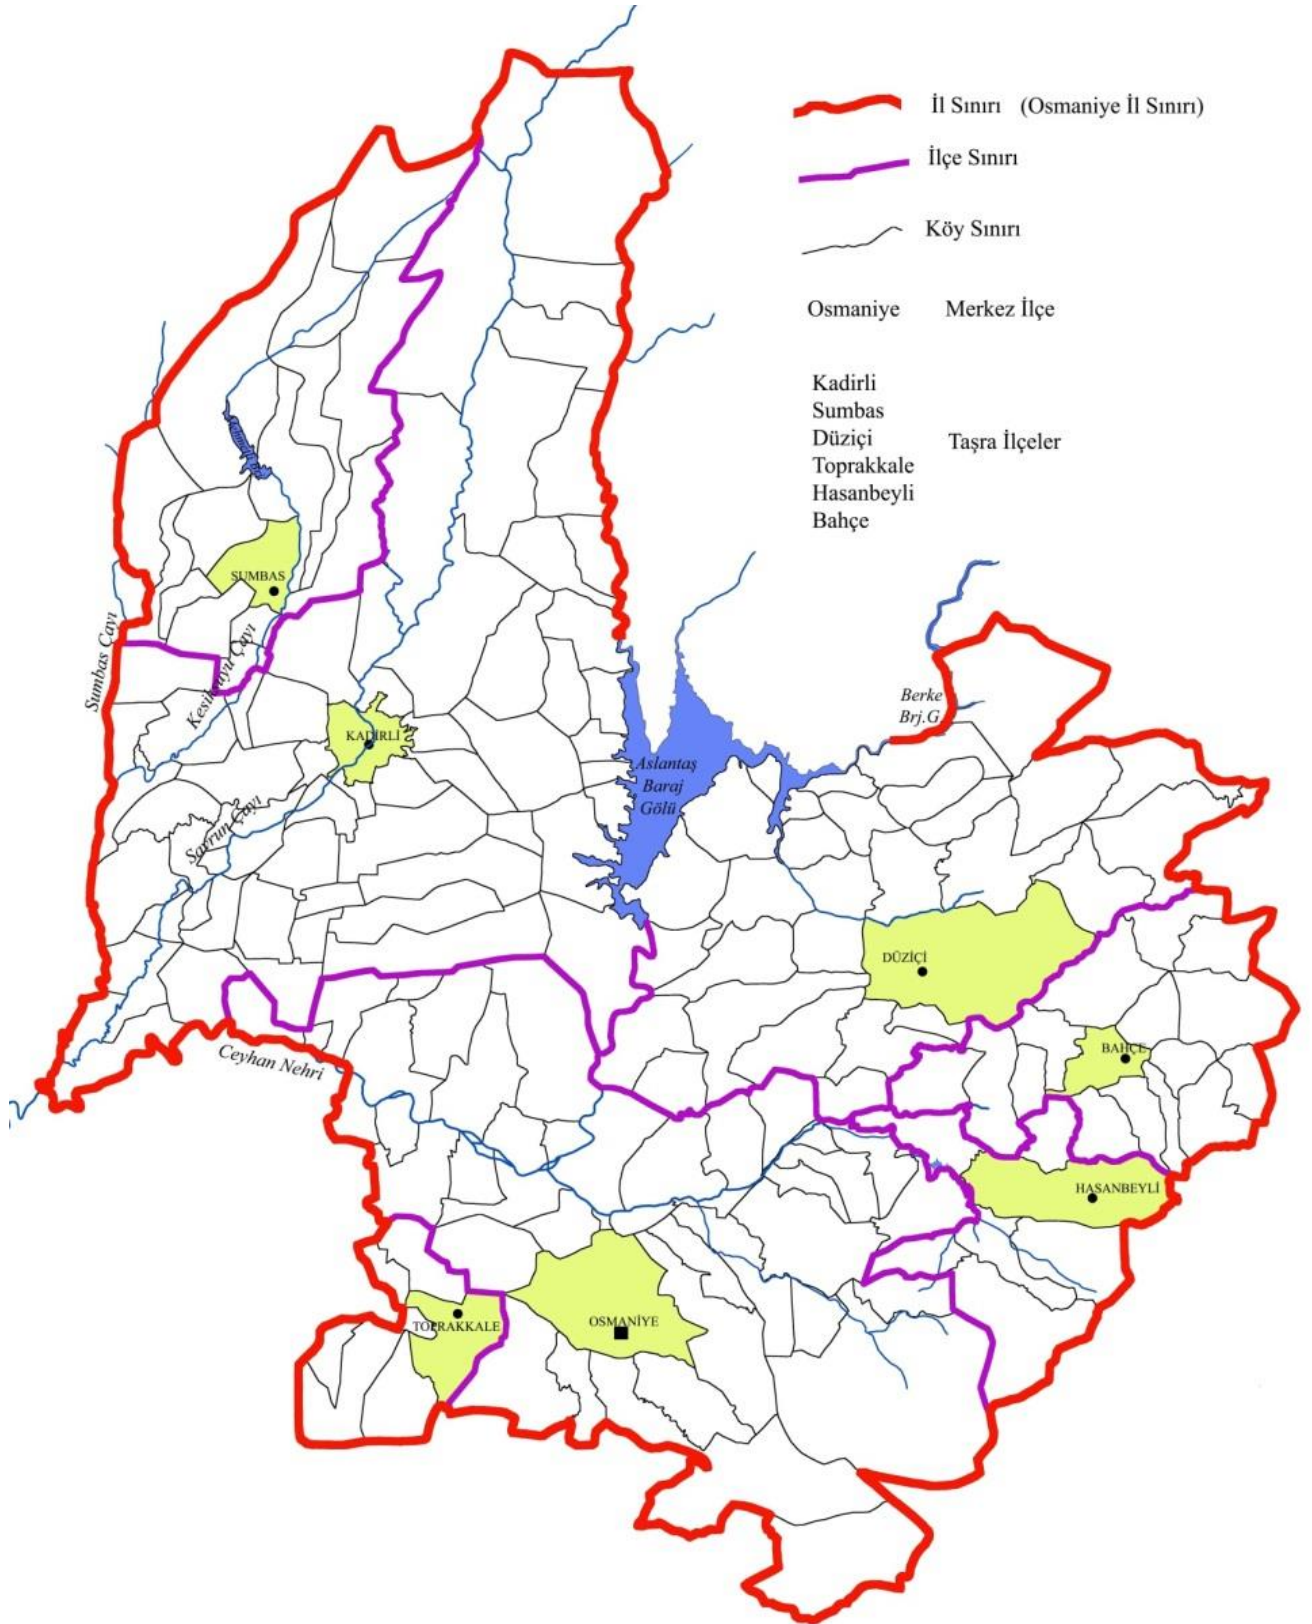 İl Sınırı (Osmaniye İl Sınırı)
İlçe Sınırı
Köy Sınırı
Osmaniye Merkez İlçe
Kadirli
Sumbas
Düziçi
Taşra İlçeler
Toprakkale
Hasanbeyli
Bahçe
SUMBAS
Sumbas Çayı
Kesiksuyu Çayı
KADİRLİ
Savrun Çayı
Berke
Brj.G.
Aslantaş
Baraj
Gölü
DÜZİÇİ
BAHÇE
Ceyhan Nehri
HASANBEYLİ
TOPRAKKALE
OSMANİYE